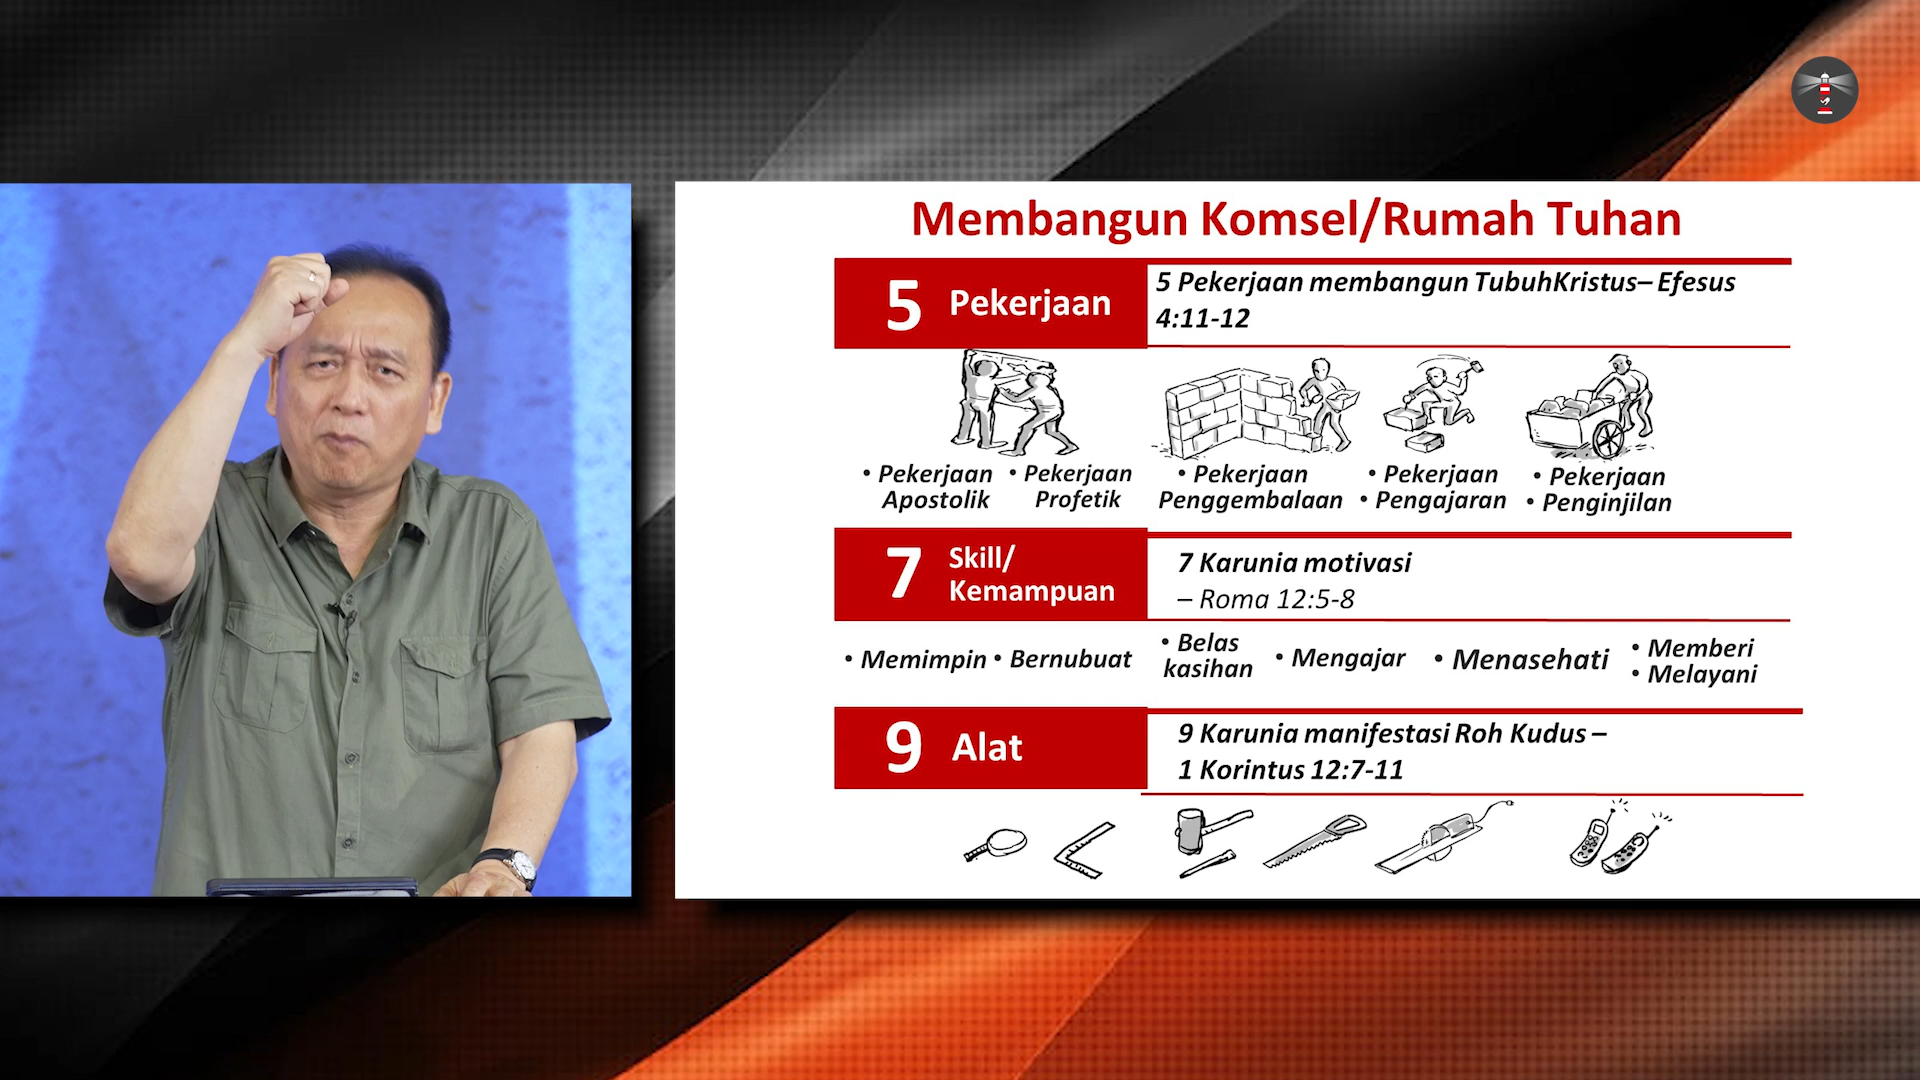 Membangun Komsel/Rumah Tuhan
5 Pekerjaan
5 Pekerjaan membangun TubuhKristus– Efesus
4:11-12
• Pekerjaan
Apostolik
• Pekerjaan
Profetik
• Pekerjaan
Penggembalaan
• Pekerjaan
• Pengajaran
• Pekerjaan
• Penginjilan
7 Skill/
Kemampuan
7 Karunia motivasi
– Roma 12:5-8
• Memimpin
• Bernubuat
• Belas
kasihan
• Mengajar
• Menasehati
• Memberi
• Melayani
9 Alat
9 Karunia manifestasi Roh Kudus –
1 Korintus 12:7-11